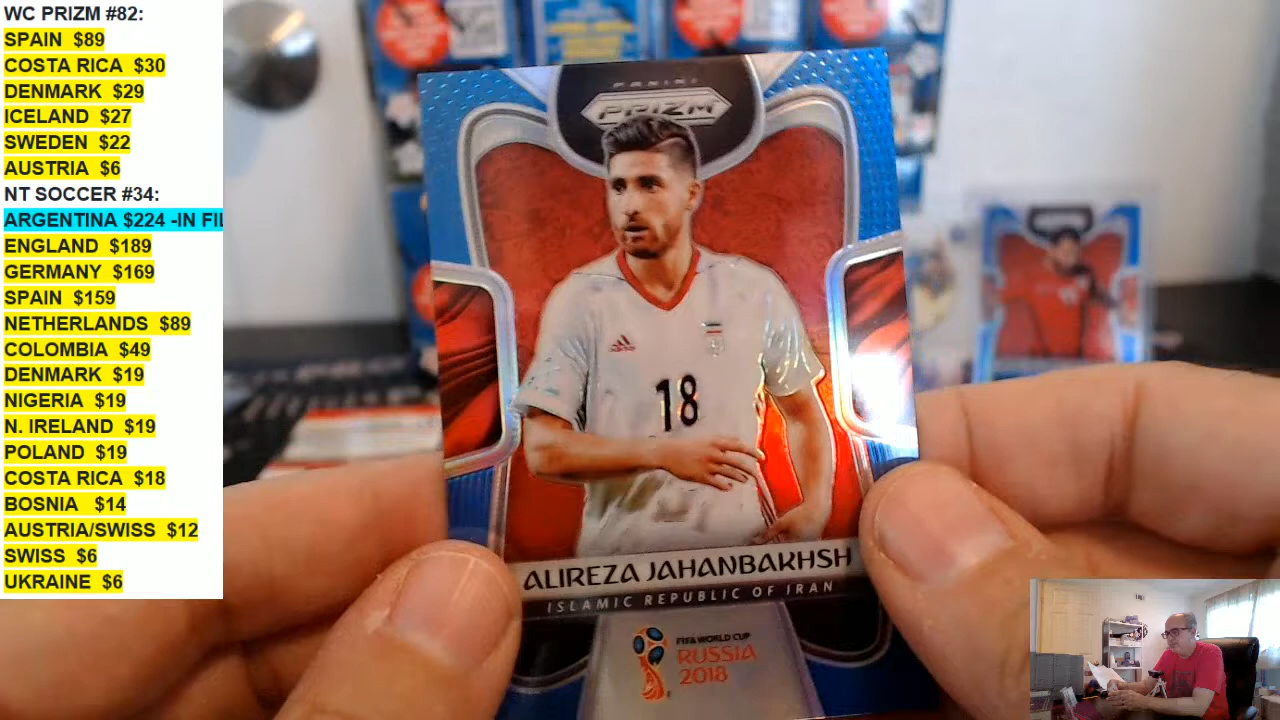 WC PRIZM #82:
SPAIN $89
COSTA RICA $30
DENMARK $29
ICELAND $27
SWEDEN $22
AUSTRIA $6
NT SOCCER #34:
ARGENTINA $224 -IN FIL
ENGLAND $189
GERMANY $169
SPAIN $159
NETHERLANDS $89
COLOMBIA $49
DENMARK $19
NIGERIA $19
N. IRELAND $19
POLAND $19
COSTA RICA $18
BOSNIA $14
AUSTRIA/SWISS $12
SWISS $6
UKRAINE $6
PANINI
PRIZM
18
ALIREZA JAHANBAKHSH
ISLAMIC REPUBLIC OF IRAN
FIFA WORLD CUP
RUSSIA
2018